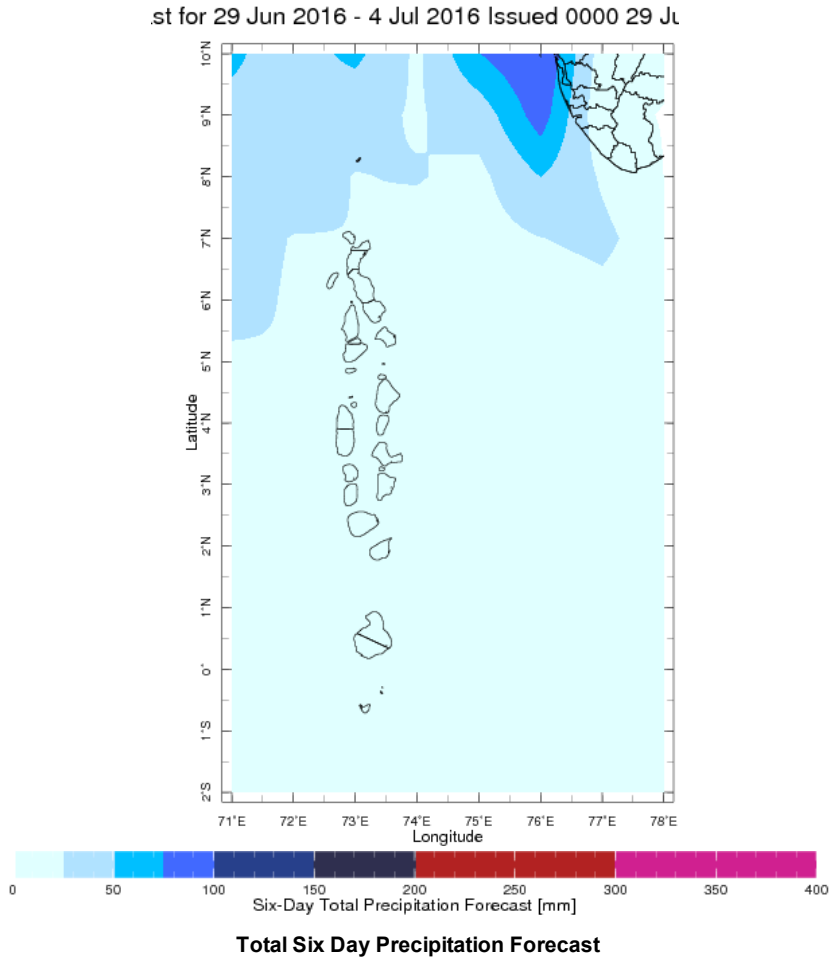 .st for 29 Jun 2016 - 4 Jul 2016 Issued 0000 29 Ju
10°N
9°N
8°N
7°N
6°N
5°N
4°N
3°N
2°N
1°N
0°
1°S
2°S
Latitude
71°E 72°E 73°E 74°E 75°E 76°E 77°E 78°E
Longitude
0 50 100 150 200 250 300 350 400
Six-Day Total Precipitation Forecast [mm]
Total Six Day Precipitation Forecast